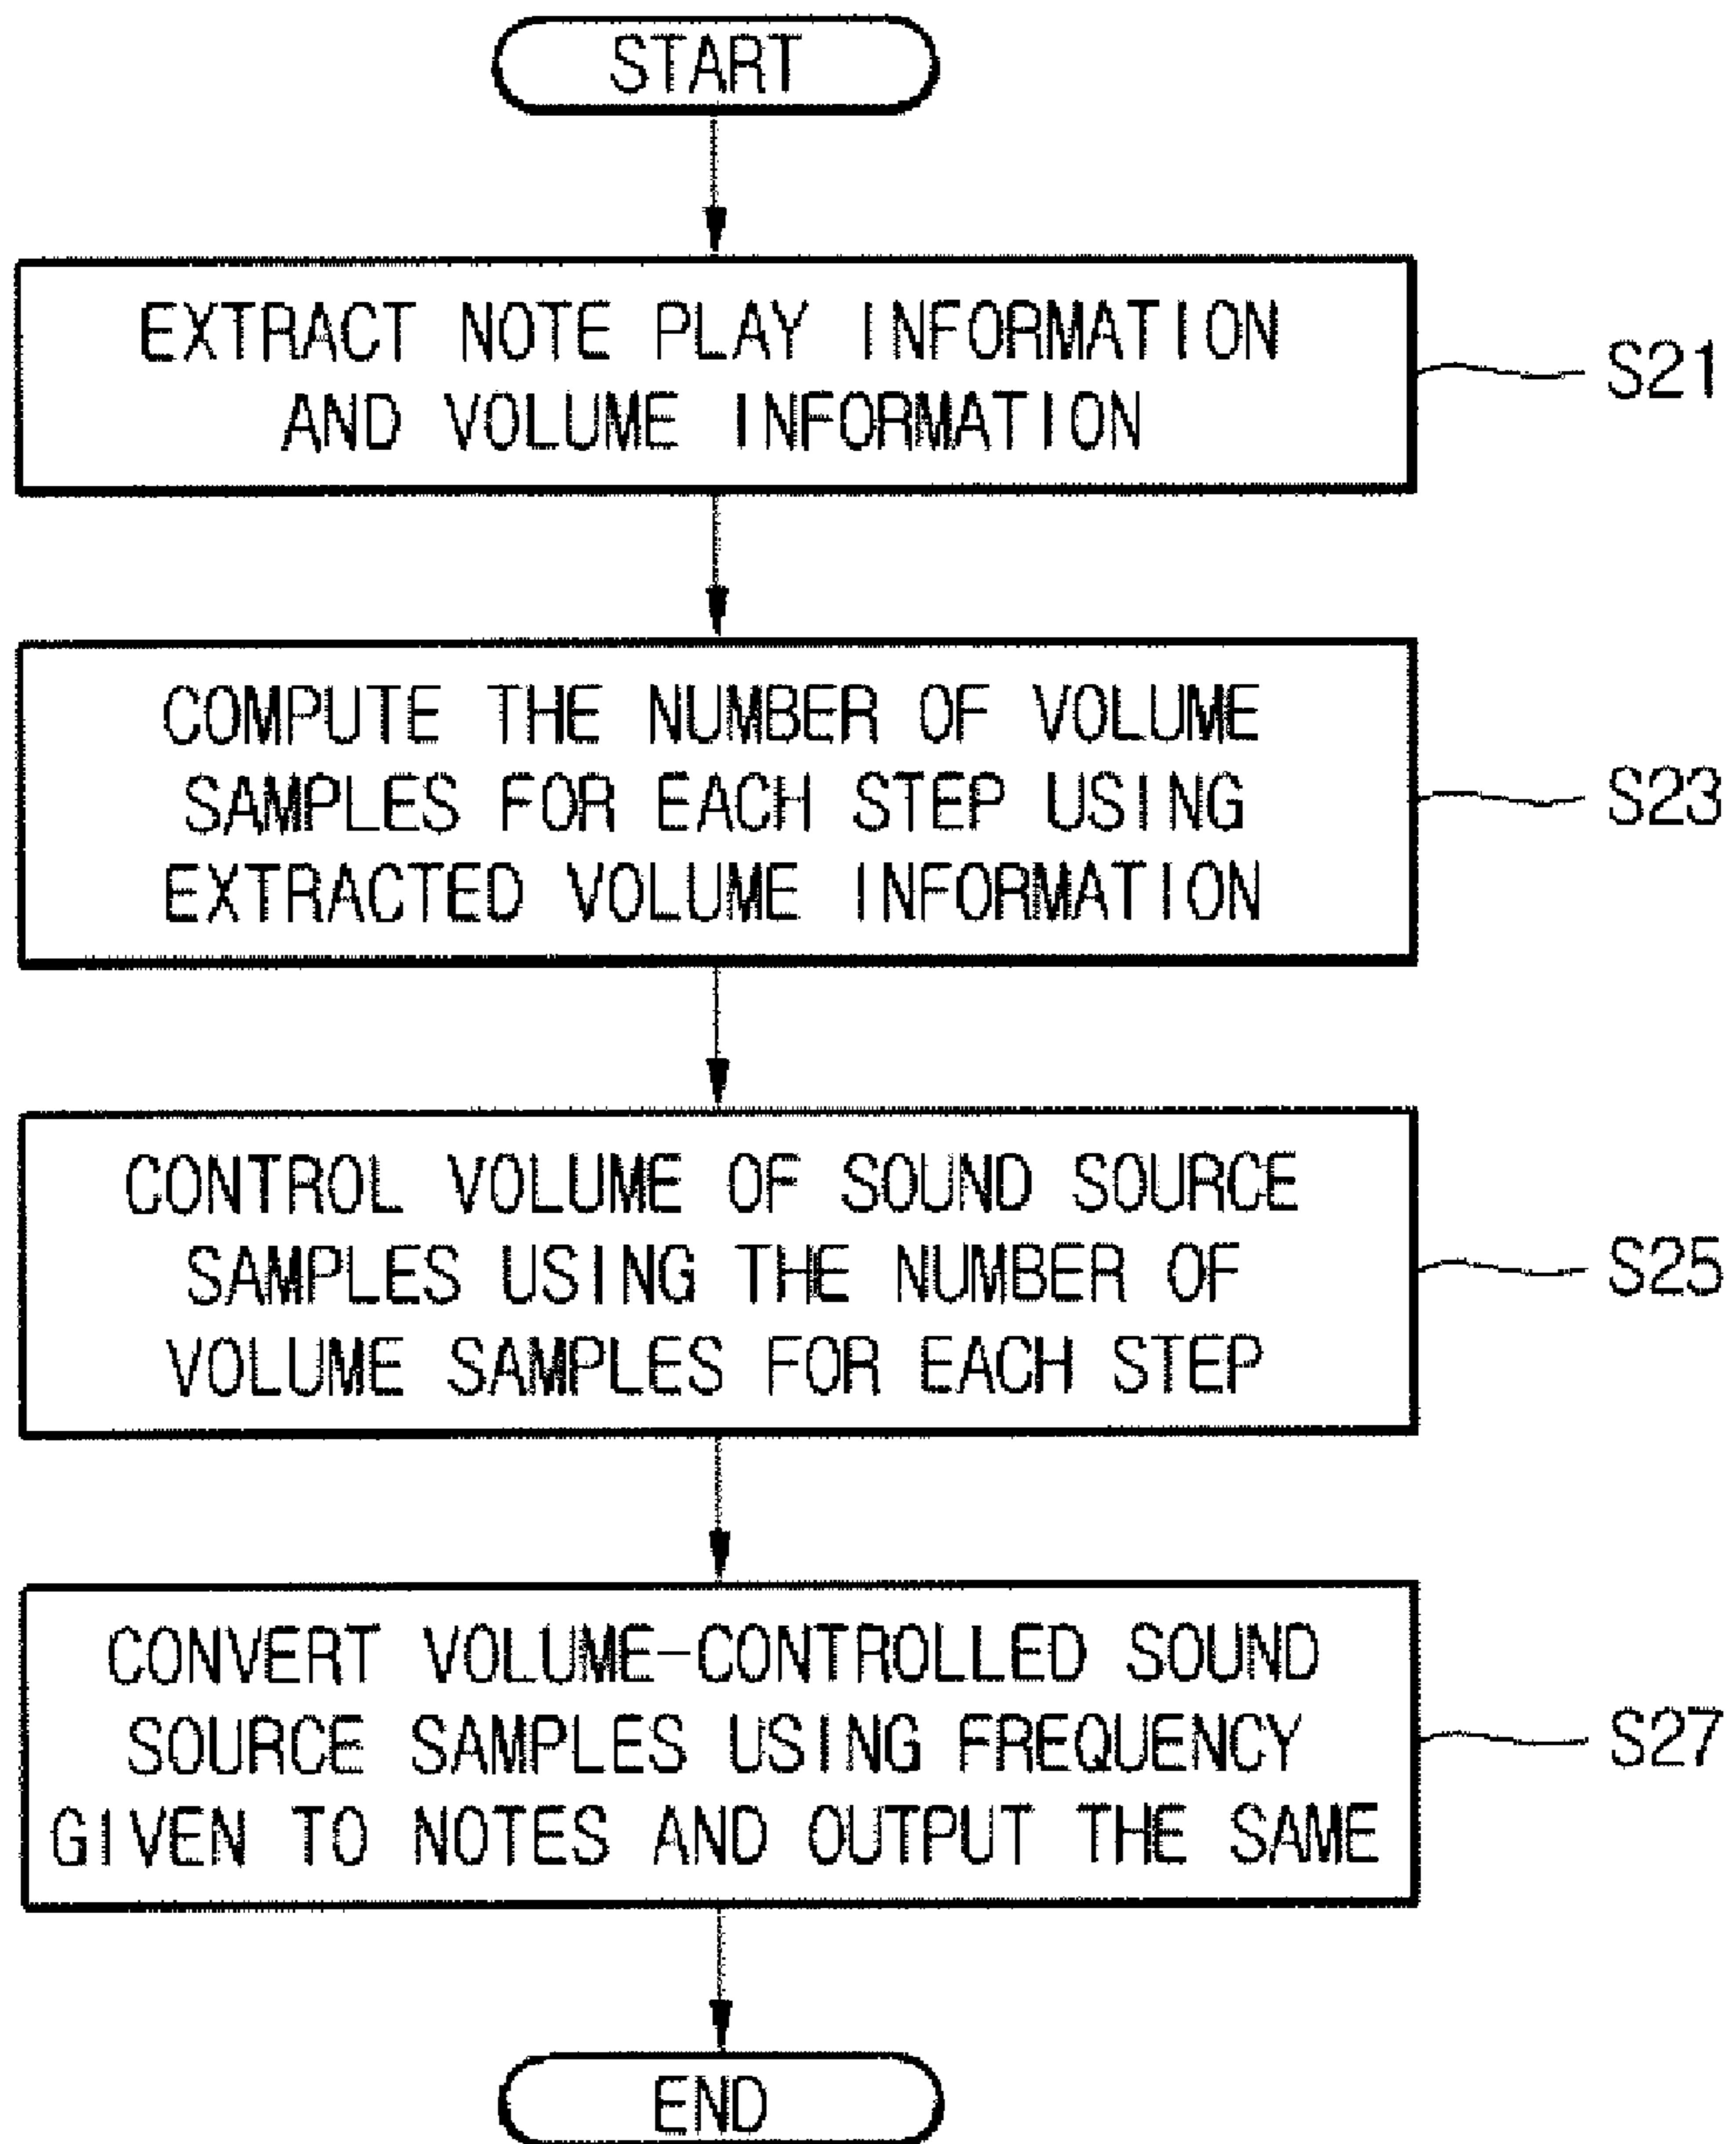 START
EXTRACT NOTE PLAY INFORMATION
AND VOLUME INFORMATION
S21
COMPUTE THE NUMBER OF VOLUME
SAMPLES FOR EACH STEP USING
EXTRACTED VOLUME INFORMATION
S23
CONTROL VOLUME OF SOUND SOURCE
SAMPLES USING THE NUMBER OF
VOLUME SAMPLES FOR EACH STEP
S25
CONVERT VOLUME-CONTROLLED SOUND
SOURCE SAMPLES USING FREQUENCY
GIVEN TO NOTES AND OUTPUT THE SAME
S27
END